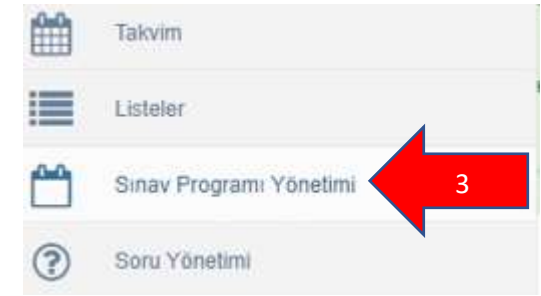 Takvim
Listeler
Sınav Programı Yönetimi
3
Soru Yönetimi